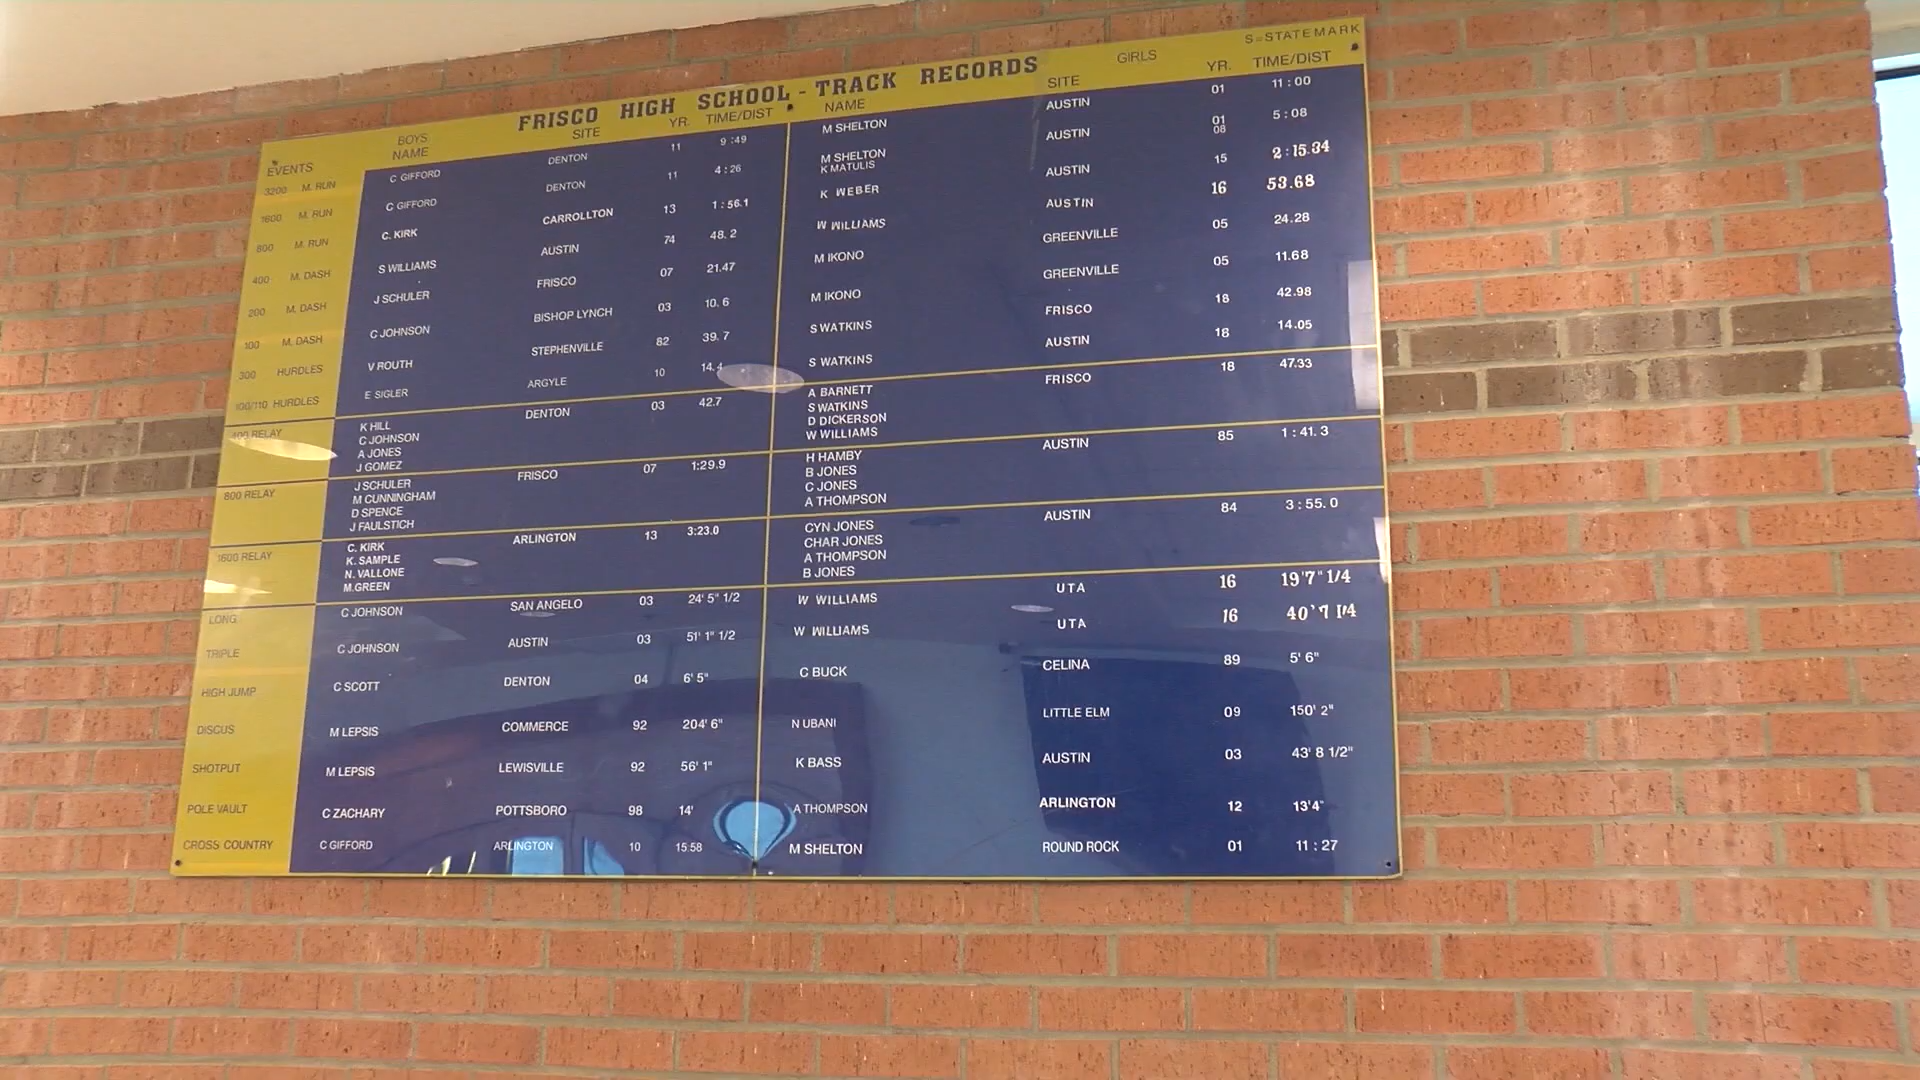 S=STATE MARK
FRISCO HIGH SCHOOL - TRACK RECORDS
BOYS GIRLS
EVENTS NAME SITE YR. TIME/DIST NAME SITE YR. TIME/DIST
3200 M. RUN C GIFFORD DENTON 11 9:49 M SHELTON AUSTIN 01 11:00
1600 M. RUN C GIFFORD DENTON 11 4:26 M SHELTON AUSTIN 01 5:08
K MATULIS 08
800 M. RUN C. KIRK CARROLLTON 13 1:56.1 K WEBER AUSTIN 15 2:15.34
400 M. DASH S WILLIAMS AUSTIN 74 48.2 W WILLIAMS AUSTIN 16 53.68
200 M. DASH J SCHULER FRISCO 07 21.47 M IKONO GREENVILLE 05 24.28
100 M. DASH C JOHNSON BISHOP LYNCH 03 10.6 M IKONO GREENVILLE 05 11.68
300 HURDLES V ROUTH STEPHENVILLE 82 39.7 S WATKINS FRISCO 18 42.98
100/110 HURDLES E SIGLER ARGYLE 10 14.4 S WATKINS AUSTIN 18 14.05
400 RELAY K HILL DENTON 03 42.7 A BARNETT FRISCO 18 47.33
C JOHNSON S WATKINS
A JONES D DICKERSON
J GOMEZ W WILLIAMS
800 RELAY J SCHULER FRISCO 07 1:29.9 H HAMBY AUSTIN 85 1:41.3
M CUNNINGHAM B JONES
D SPENCE C JONES
J FAULSTICH A THOMPSON
1600 RELAY C. KIRK ARLINGTON 13 3:23.0 CYN JONES AUSTIN 84 3:55.0
K. SAMPLE CHAR JONES
N. VALLONE A THOMPSON
M.GREEN B JONES
LONG C JOHNSON SAN ANGELO 03 24' 5" 1/2 W WILLIAMS UTA 16 19'7" 1/4
TRIPLE C JOHNSON AUSTIN 03 51' 1" 1/2 W WILLIAMS UTA 16 40'7 1/4
HIGH JUMP C SCOTT DENTON 04 6' 5" C BUCK CELINA 89 5' 6"
DISCUS M LEPSIS COMMERCE 92 204' 6" N UBANI LITTLE ELM 09 150' 2"
SHOTPUT M LEPSIS LEWISVILLE 92 56' 1" K BASS AUSTIN 03 43' 8 1/2"
POLE VAULT C ZACHARY POTTSBORO 98 14' A THOMPSON ARLINGTON 12 13'4"
CROSS COUNTRY C GIFFORD ARLINGTON 10 15:58 M SHELTON ROUND ROCK 01 11:27